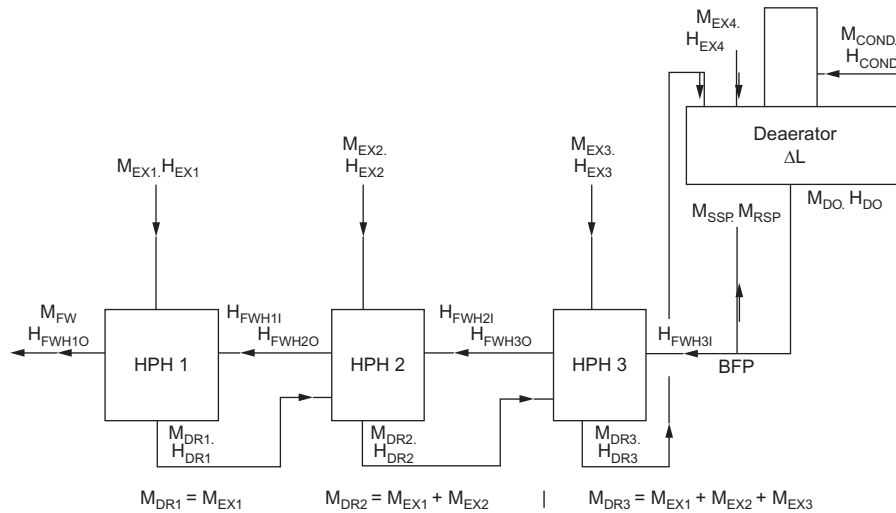 M_EX4.
H_EX4
M_COND.
H_COND
Deaerator
ΔL
M_EX1. H_EX1
M_EX2.
H_EX2
M_EX3.
H_EX3
M_SSP. M_RSP
M_DO. H_DO
M_FW
H_FWH1O
HPH 1
H_FWH1I
H_FWH2O
HPH 2
H_FWH2I
H_FWH3O
HPH 3
H_FWH3I
BFP
M_DR1.
H_DR1
M_DR2.
H_DR2
M_DR3.
H_DR3
M_DR1 = M_EX1
M_DR2 = M_EX1 + M_EX2 |
M_DR3 = M_EX1 + M_EX2 + M_EX3